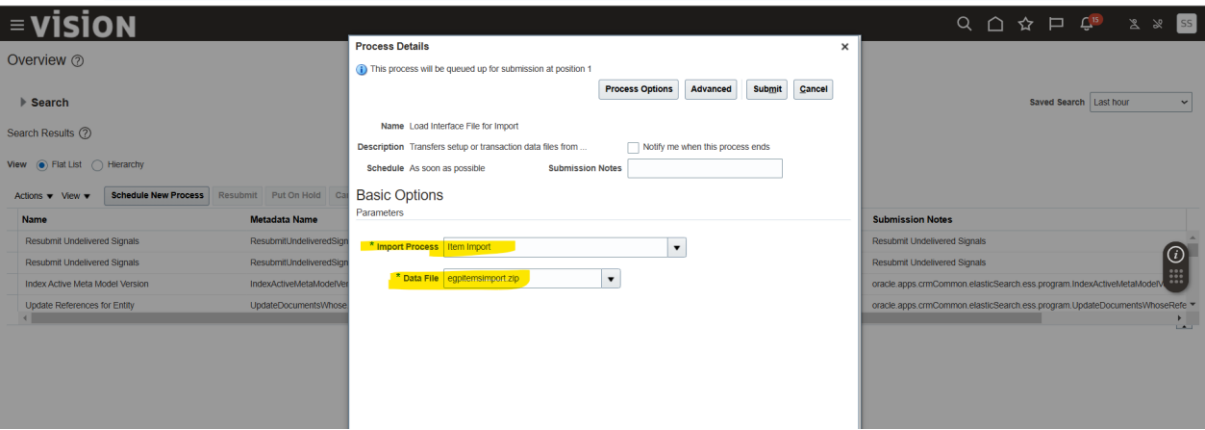 vision
15
SS
Overview
Search
Saved Search Last hour
Search Results
View Flat List Hierarchy
Actions View Schedule New Process Resubmit Put On Hold
Name Metadata Name Submission Notes
Resubmit Undelivered Signals ResubmitUndeliveredSign Resubmit Undelivered Signals
Resubmit Undelivered Signals ResubmitUndeliveredSign Resubmit Undelivered Signals
Index Active Meta Model Version IndexActiveMetaModelVer oracle.apps.crmCommon.elasticSearch.ess.program.IndexActiveMetaModelV
Update References for Entity UpdateDocumentsWhose oracle.apps.crmCommon.elasticSearch.ess.program.UpdateDocumentsWhoseRefe
Process Details
This process will be queued up for submission at position 1
Process Options Advanced Submit Cancel
Name Load Interface File for Import
Description Transfers setup or transaction data files from ... Notify me when this process ends
Schedule As soon as possible Submission Notes
Basic Options
Parameters
* Import Process Item Import
* Data File egpitemsimport.zip